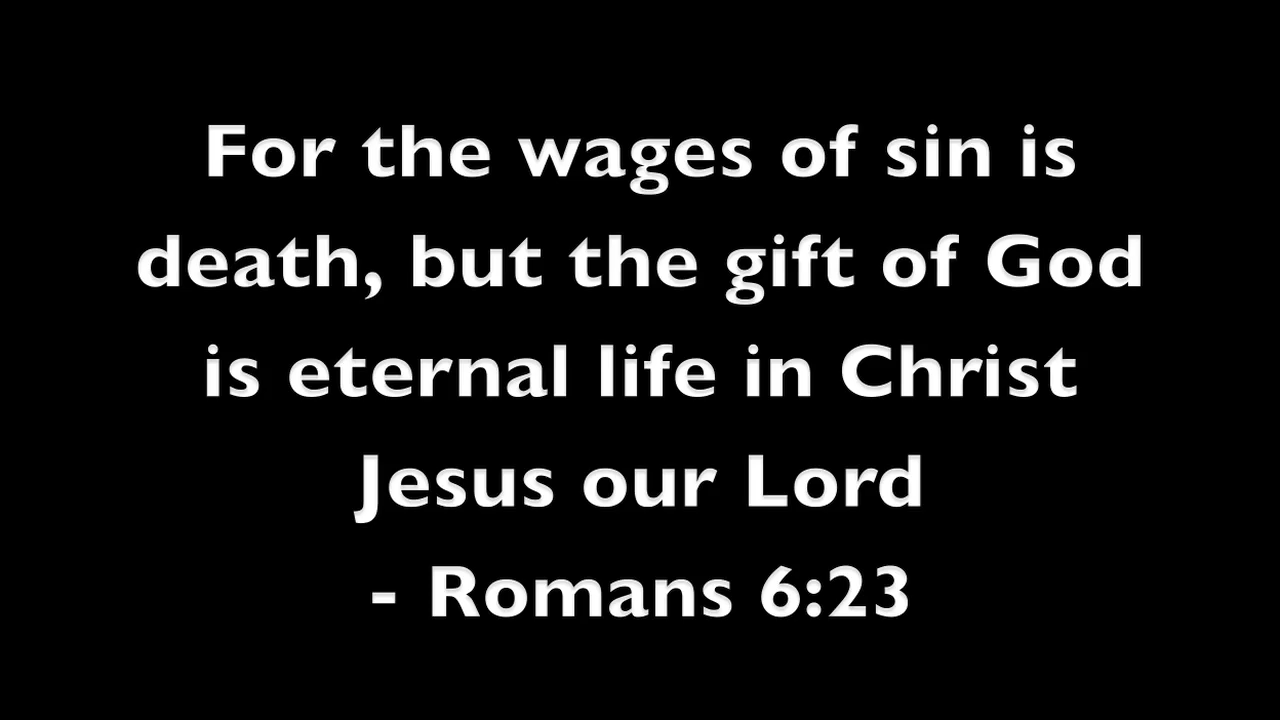 For the wages of sin is
death, but the gift of God
is eternal life in Christ
Jesus our Lord
- Romans 6:23